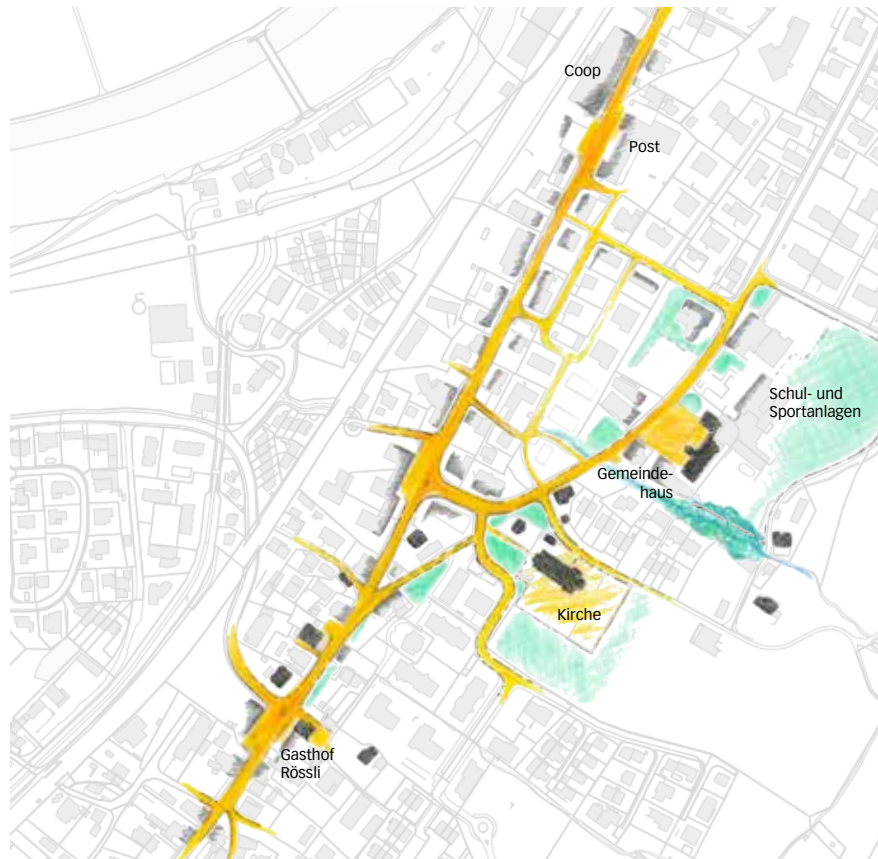 Coop
Post
Schul- und
Sportanlagen
Gemeinde-
haus
Kirche
Gasthof
Rössli